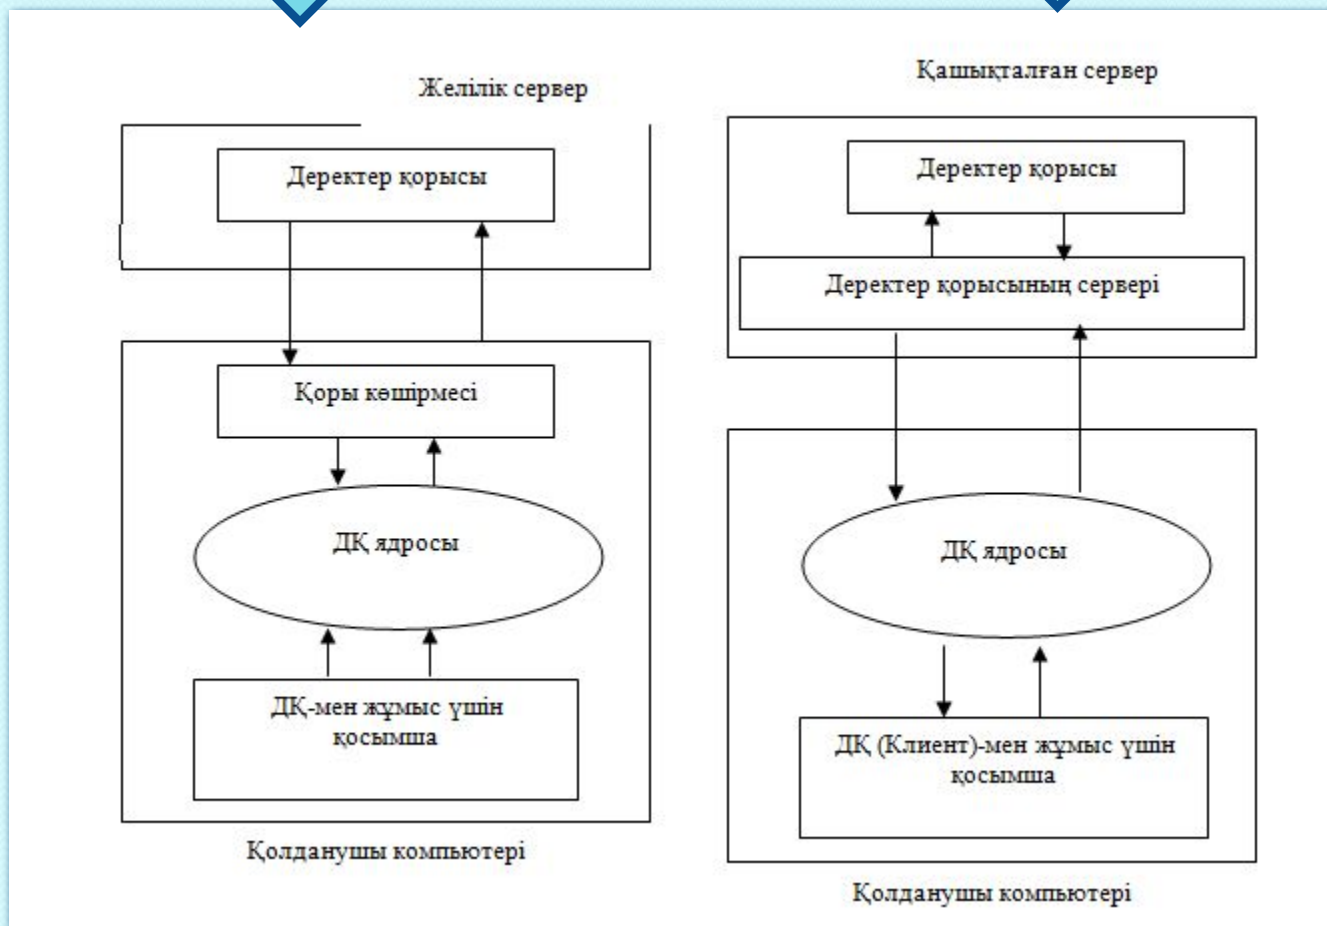 Желілік сервер
Деректер қорысы
Қоры көшірмесі
ДҚ ядросы
ДҚ-мен жұмыс үшін
қосымша
Қолданушы компьютері
Қашықталған сервер
Деректер қорысы
Деректер қорысының сервері
ДҚ ядросы
ДҚ (Клиент)-мен жұмыс үшін
қосымша
Қолданушы компьютері